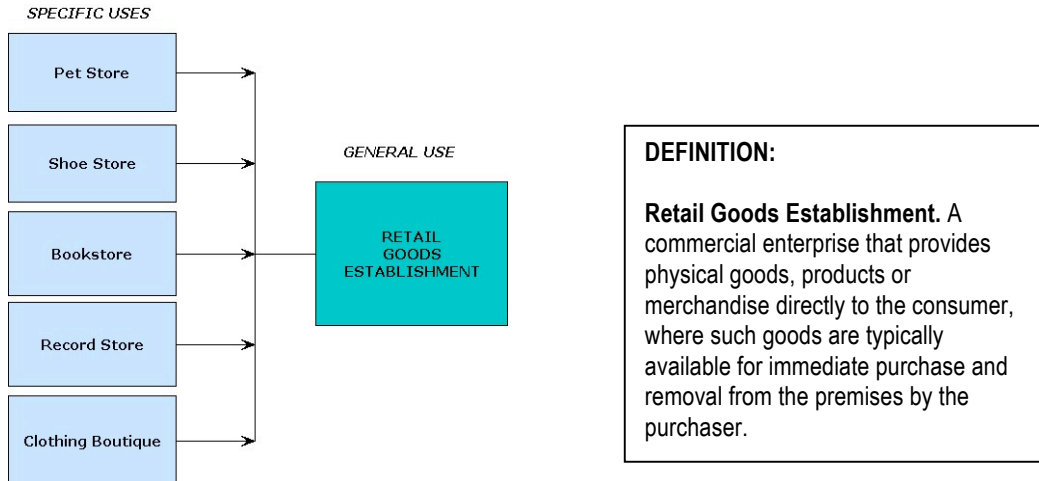 SPECIFIC USES
Pet Store
Shoe Store
Bookstore
Record Store
Clothing Boutique
GENERAL USE
RETAIL
GOODS
ESTABLISHMENT
DEFINITION:
Retail Goods Establishment. A
commercial enterprise that provides
physical goods, products or
merchandise directly to the consumer,
where such goods are typically
available for immediate purchase and
removal from the premises by the
purchaser.